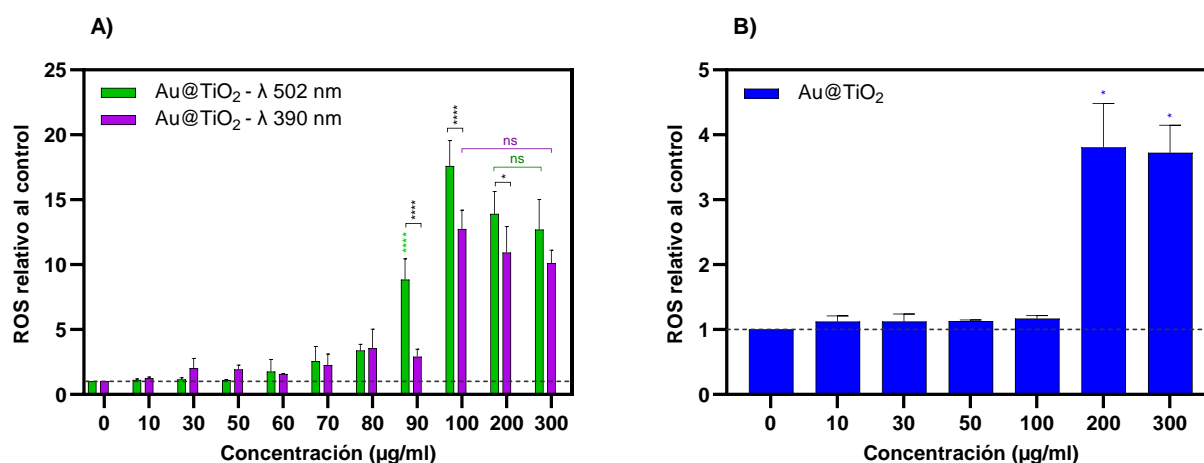 A)
ROS relativo al control
25
20
15
10
5
0
Au@TiO₂ - λ 502 nm
Au@TiO₂ - λ 390 nm
****
****
****
*
ns
ns
0 10 30 50 60 70 80 90 100 200 300
Concentración (µg/ml)
B)
ROS relativo al control
5
4
3
2
1
0
Au@TiO₂
* *
0 10 30 50 100 200 300
Concentración (µg/ml)